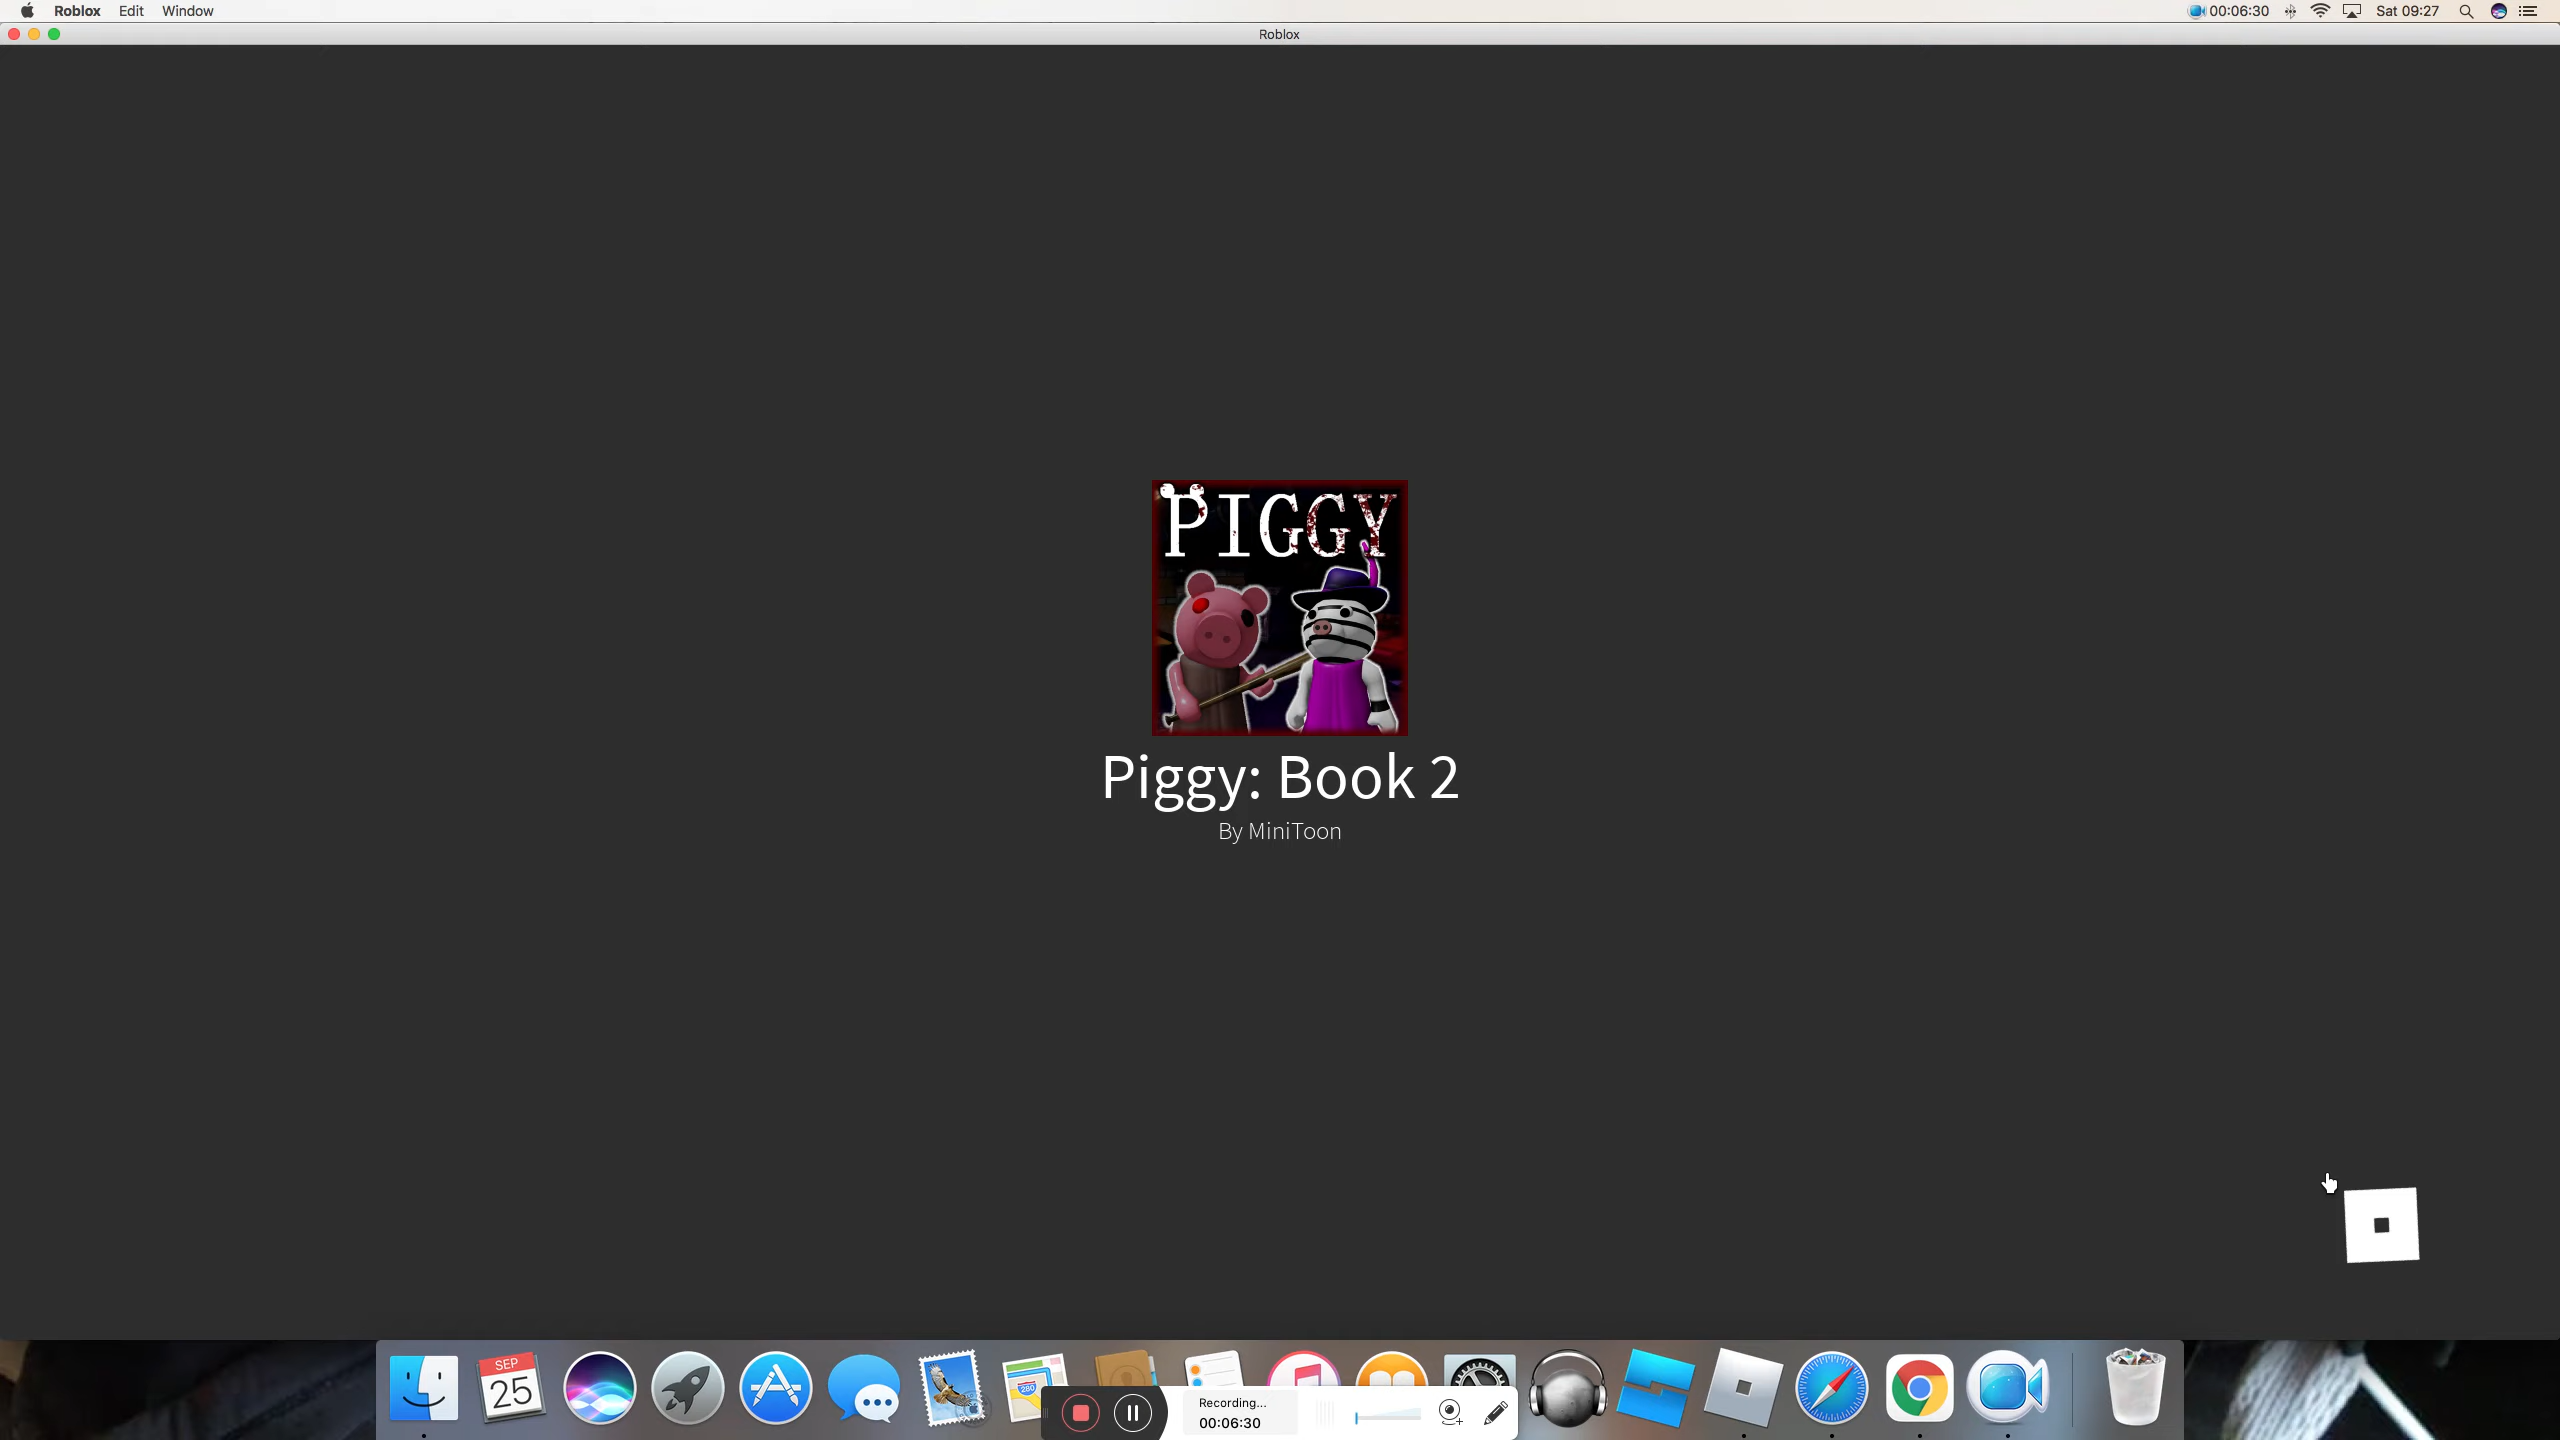 Roblox Edit Window
00:06:30 Sat 09:27
Roblox
PIGGY
Piggy: Book 2
By MiniToon
SEP
25
280
Recording...
00:06:30